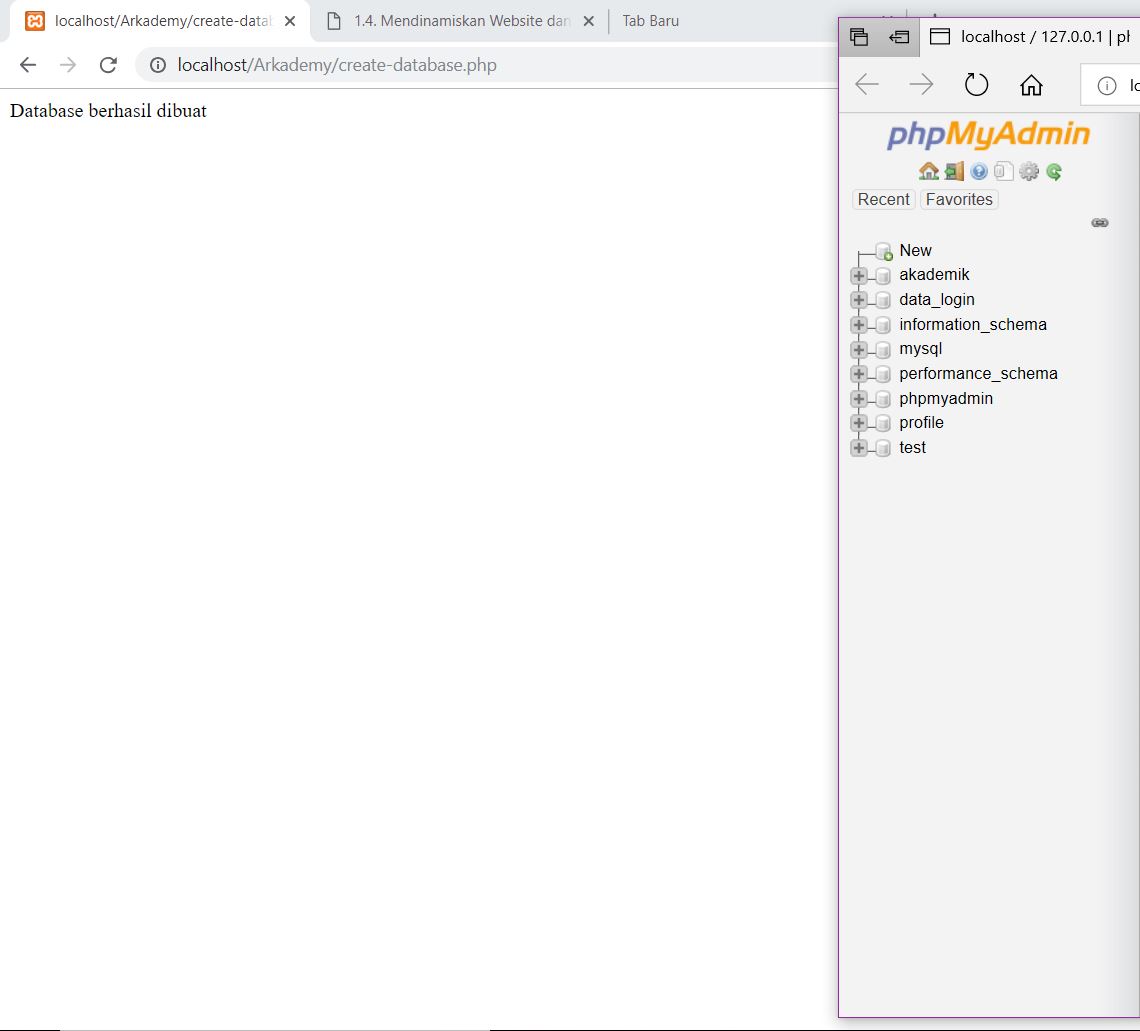 localhost/Arkademy/create-datab
1.4. Mendinamiskan Website dan
Tab Baru
localhost/Arkademy/create-database.php
Database berhasil dibuat
localhost / 127.0.0.1 | ph
lo
phpMyAdmin
Recent
Favorites
New
akademik
data_login
information_schema
mysql
performance_schema
phpmyadmin
profile
test